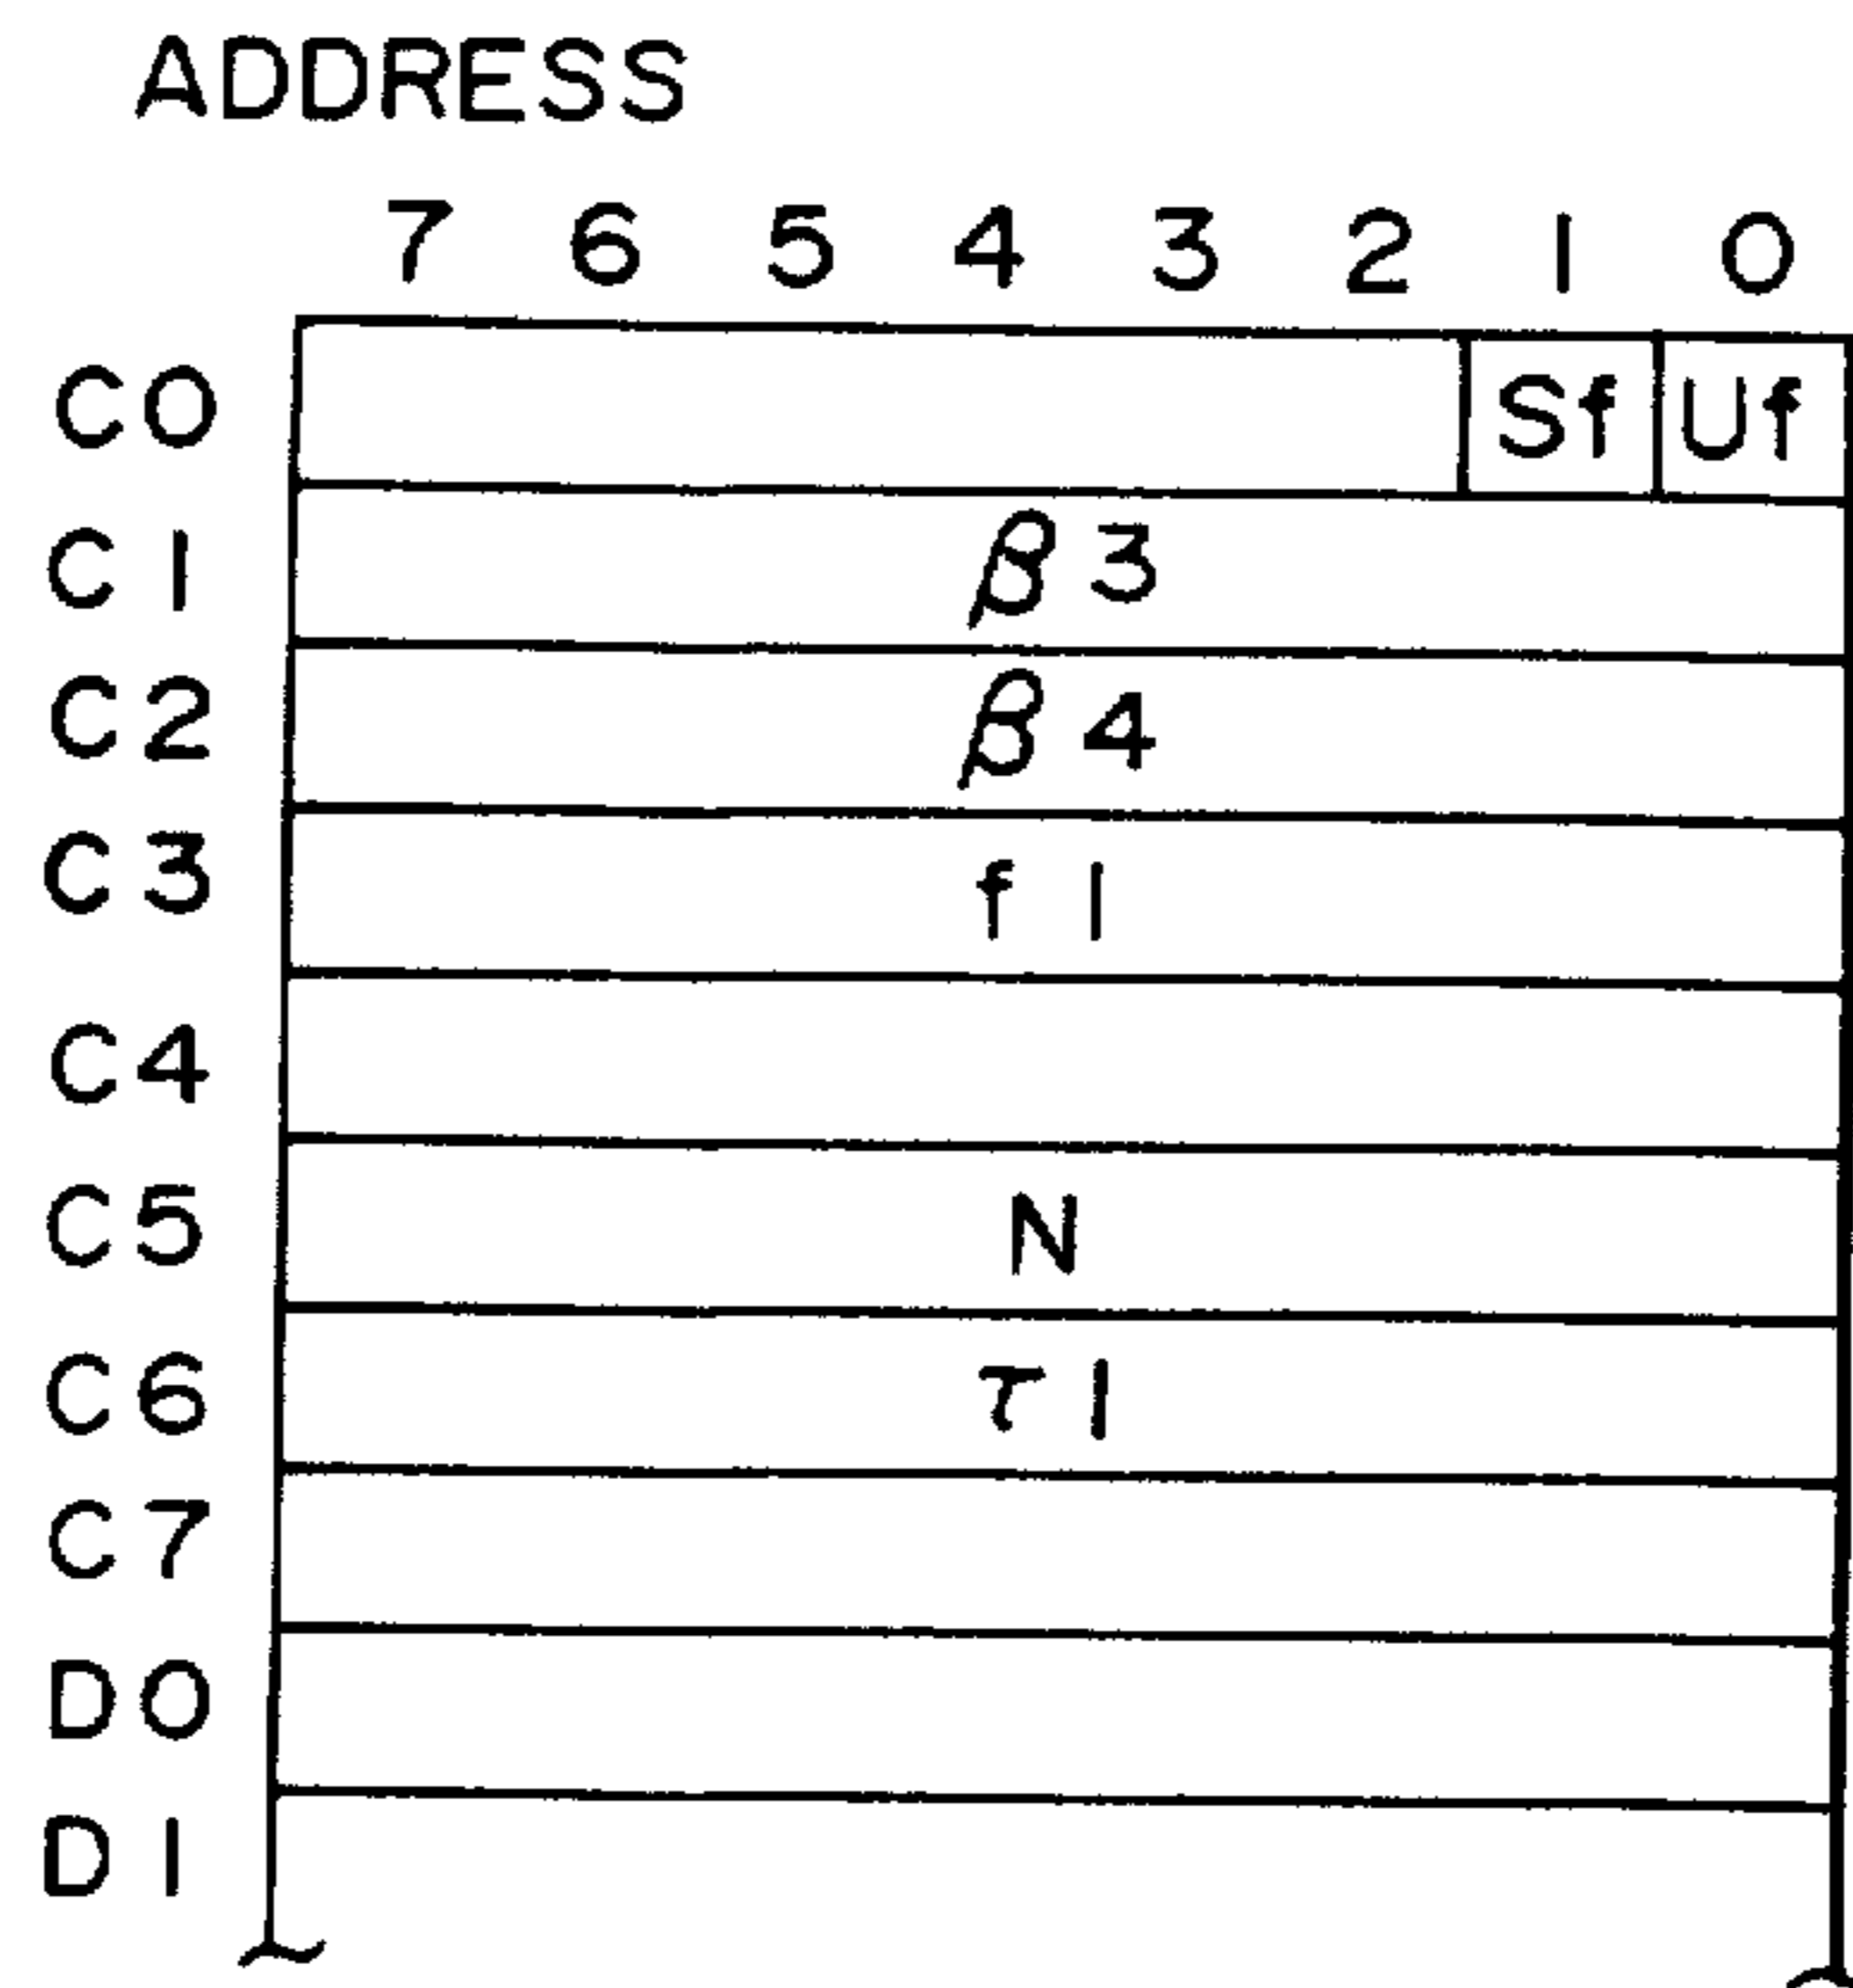 ADDRESS
7 6 5 4 3 2 1 0
C0 Sf Uf
C1 β3
C2 β4
C3 f1
C4
C5 N
C6 τ1
C7
D0
D1